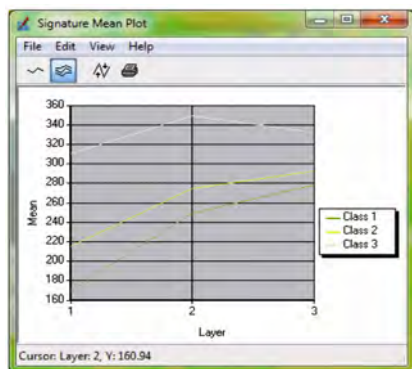 Signature Mean Plot
File Edit View Help
360
340
320
300
280
260
240
220
200
180
160
Mean
1 2 3
Layer
Class 1
Class 2
Class 3
Cursor: Layer: 2, Y: 160.94